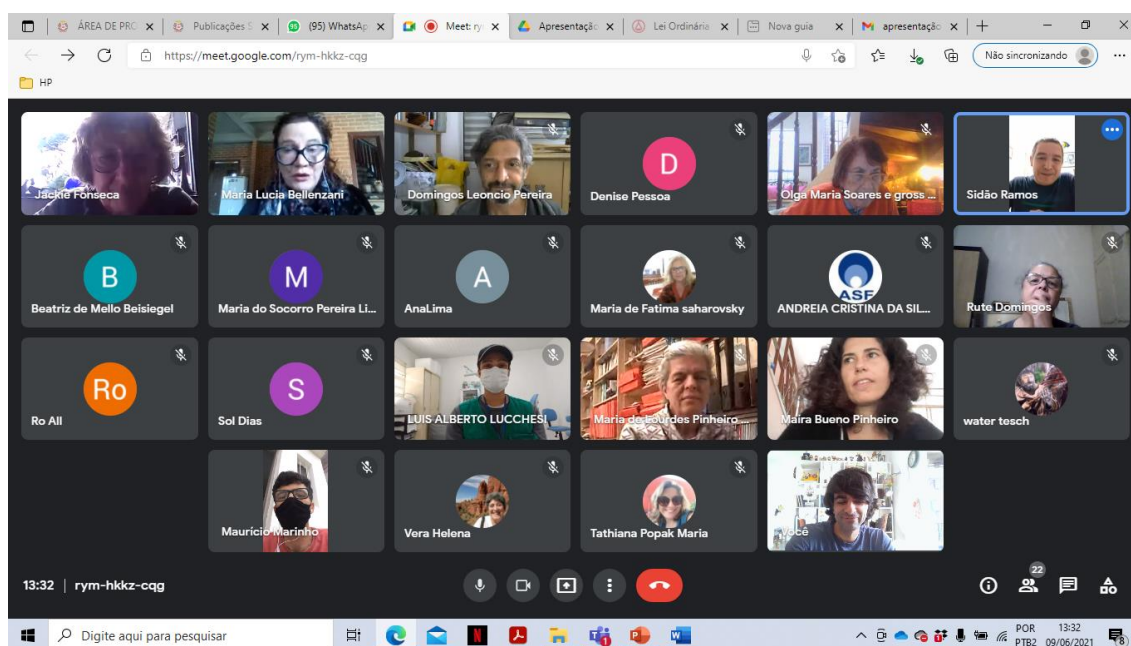 ÁREA DE PRO
Publicações S
(95) WhatsAp
Meet: ry
Apresentação
Lei Ordinária
Nova guia
apresentação
https://meet.google.com/rym-hkkz-cqg
Não sincronizando
HP
Jackie Fonseca
Maria Lucia Bellenzani
Domingos Leoncio Pereira
D
Denise Pessoa
Olga Maria Soares e gross ...
Sidão Ramos
B
Beatriz de Mello Beisiegel
M
Maria do Socorro Pereira Li...
A
AnaLima
Maria de Fatima saharovsky
ASF
ANDREIA CRISTINA DA SIL...
Rute Domingos
Ro
Ro All
S
Sol Dias
LUIS ALBERTO LUCCHESI
Maria de Lourdes Pinheiro ...
Maira Bueno Pinheiro
water tesch
Maurício Marinho
Vera Helena
Tathiana Popak Maria
Você
13:32 | rym-hkkz-cqg
22
Digite aqui para pesquisar
POR
PTB2
13:32
09/06/2021
8